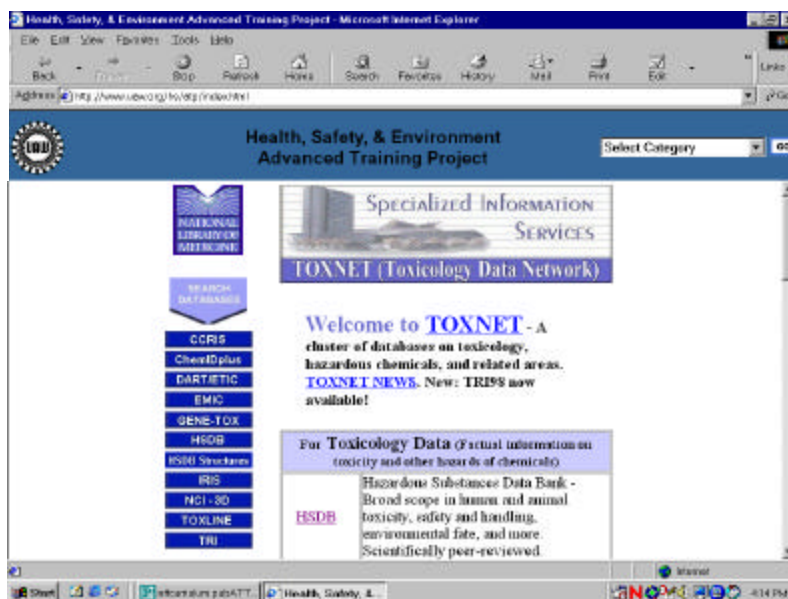 Health, Safety, & Environment Advanced Training Project - Microsoft Internet Explorer
File Edit View Favorites Tools Help
Back Forward Stop Refresh Home Search Favorites History Mail Print Edit Links
Address
UAW
Health, Safety, & Environment
Advanced Training Project
Select Category
NATIONAL
LIBRARY OF
MEDICINE
SPECIALIZED INFORMATION
SERVICES
TOXNET (Toxicology Data Network)
SEARCH
DATABASES
CCRIS
ChemIDplus
DART/ETIC
EMIC
GENE-TOX
HSDB
HSDB Structures
IRIS
NCI - 3D
TOXLINE
TRI
Welcome to TOXNET - A
cluster of databases on toxicology,
hazardous chemicals, and related areas.
TOXNET NEWS. New: TRI98 now
available!
For Toxicology Data (Factual information on
toxicity and other hazards of chemicals)
HSDB
Hazardous Substances Data Bank -
Broad scope in human and animal
toxicity, safety and handling,
environmental fate, and more.
Scientifically peer-reviewed.
Internet
Start
Health, Safety, &...
4:14 PM